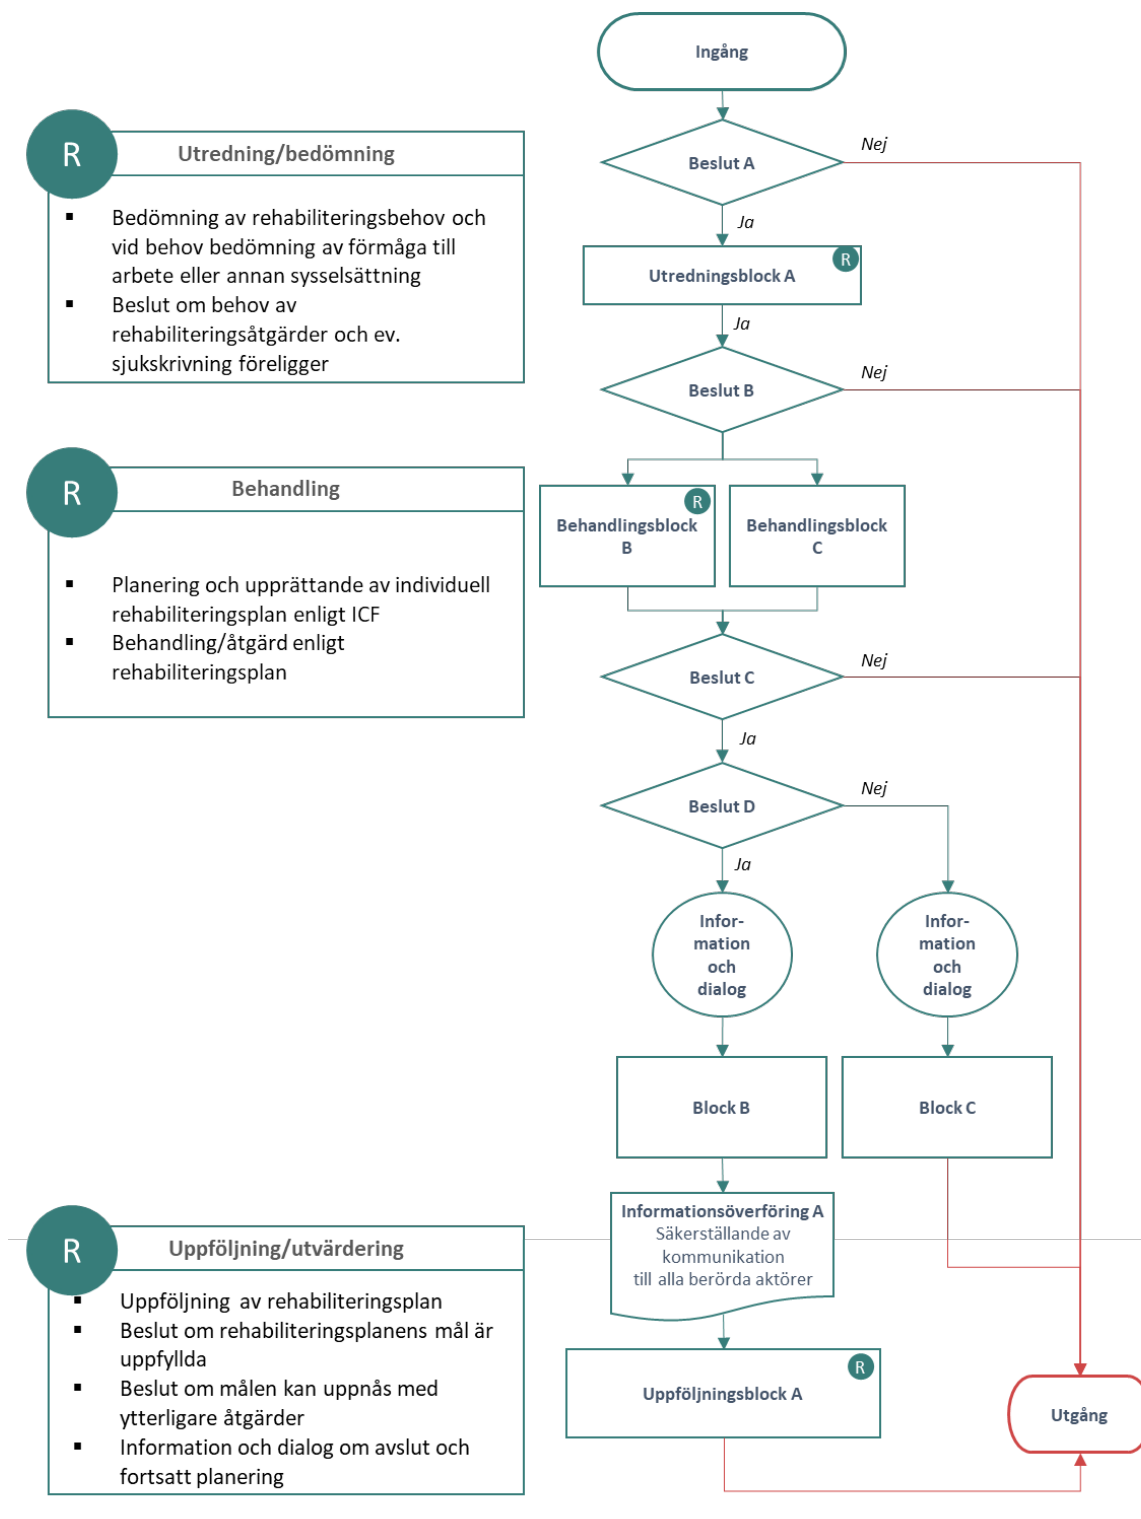 Ingång
Beslut A
Nej
Ja
R
Utredning/bedömning
▪ Bedömning av rehabiliteringsbehov och
vid behov bedömning av förmåga till
arbete eller annan sysselsättning
▪ Beslut om behov av
rehabiliteringsåtgärder och ev.
sjukskrivning föreligger
Utredningsblock A
R
Ja
Beslut B
Nej
R
Behandling
▪ Planering och upprättande av individuell
rehabiliteringsplan enligt ICF
▪ Behandling/åtgärd enligt
rehabiliteringsplan
R
Behandlingsblock
B
Behandlingsblock
C
Beslut C
Nej
Ja
Beslut D
Nej
Ja
Infor-
mation
och
dialog
Infor-
mation
och
dialog
Block B
Block C
Informationsöverföring A
Säkerställande av
kommunikation
till alla berörda aktörer
R
Uppföljning/utvärdering
▪ Uppföljning av rehabiliteringsplan
▪ Beslut om rehabiliteringsplanens mål är
uppfyllda
▪ Beslut om målen kan uppnås med
ytterligare åtgärder
▪ Information och dialog om avslut och
fortsatt planering
R
Uppföljningsblock A
Utgång